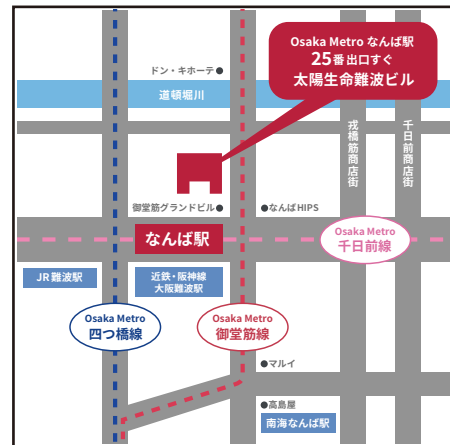 Osaka Metro なんば駅
25番出口すぐ
太陽生命難波ビル
ドン・キホーテ●
道頓堀川
戎橋筋商店街
千日前商店街
御堂筋グランドビル●
●なんばHIPS
なんば駅
Osaka Metro
千日前線
JR難波駅
近鉄・阪神線
大阪難波駅
Osaka Metro
四つ橋線
Osaka Metro
御堂筋線
●マルイ
●高島屋
南海なんば駅